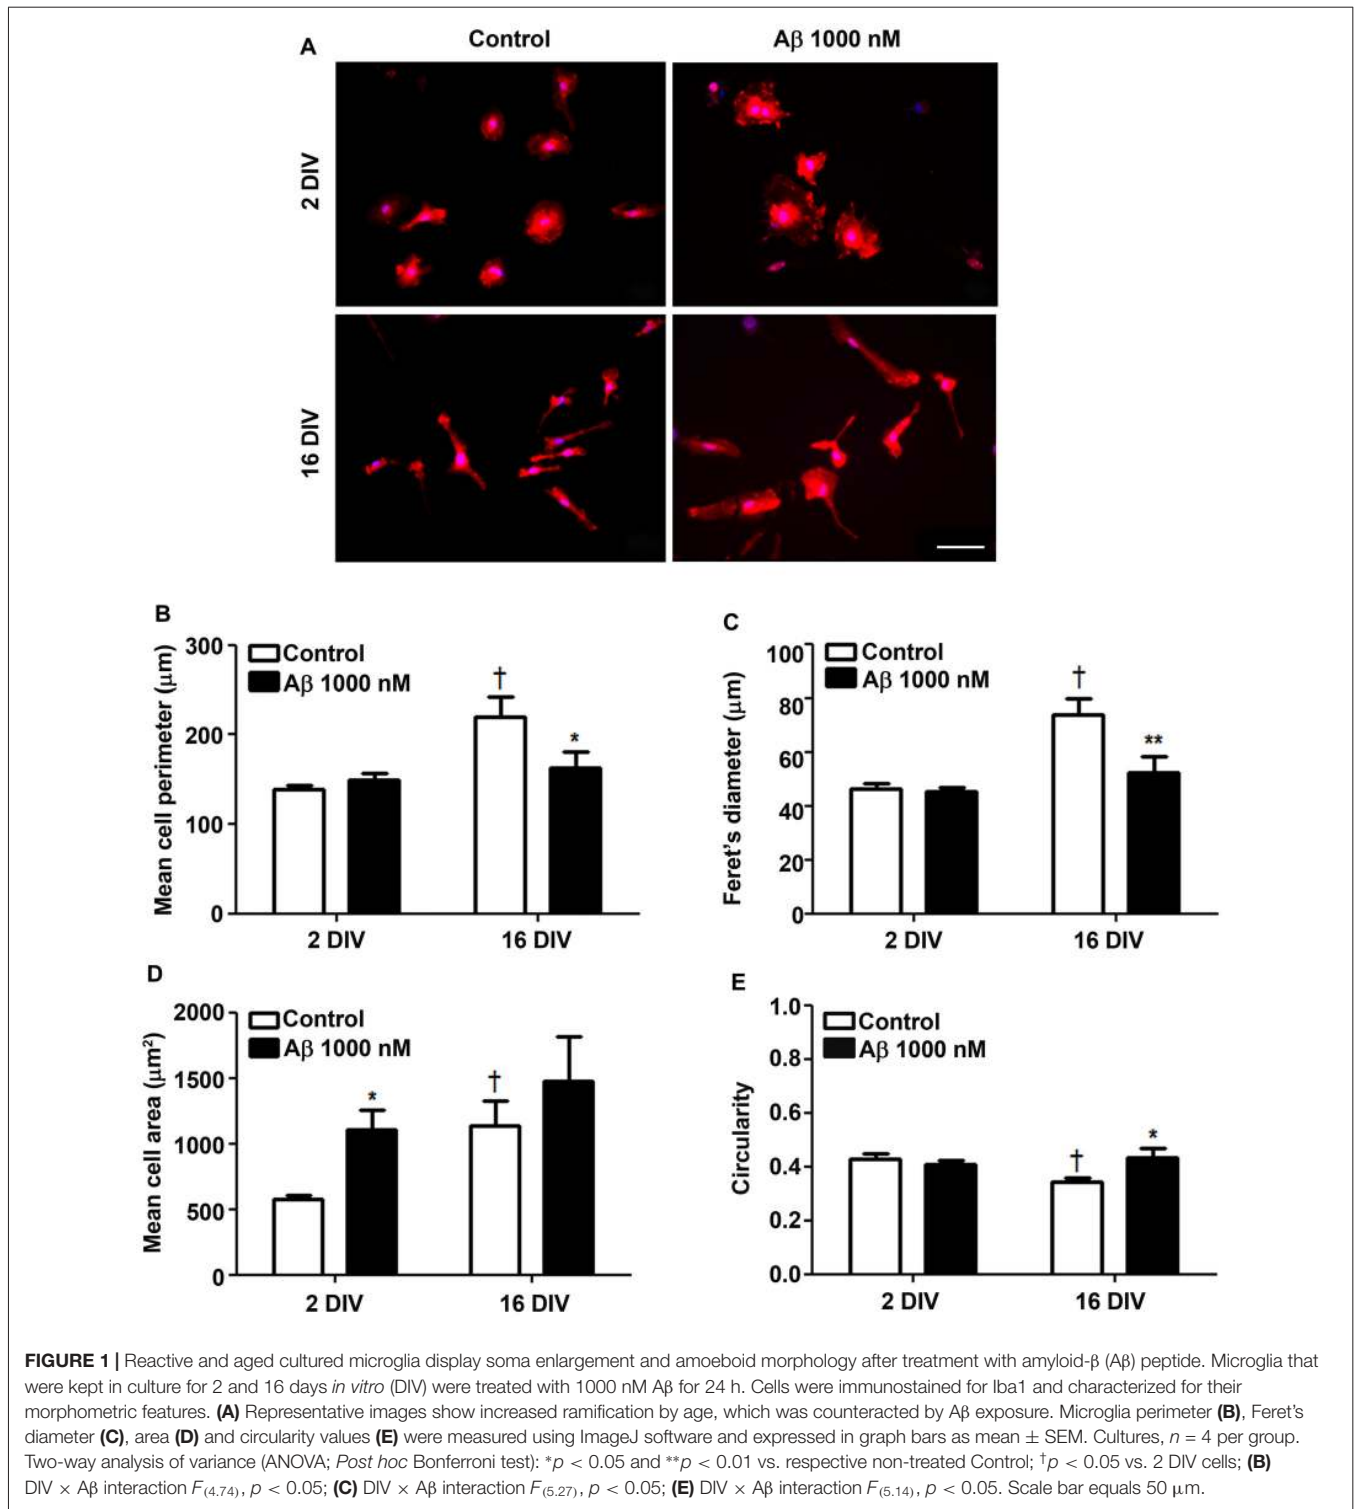 A
Control
Aβ 1000 nM
2 DIV
16 DIV
B
Mean cell perimeter (μm)
300
200
100
0
Control
Aβ 1000 nM
†
*
2 DIV
16 DIV
C
Feret's diameter (μm)
100
80
60
40
20
0
Control
Aβ 1000 nM
†
**
2 DIV
16 DIV
D
Mean cell area (μm²)
2000
1500
1000
500
0
Control
Aβ 1000 nM
*
†
2 DIV
16 DIV
E
Circularity
1.0
0.8
0.6
0.4
0.2
0.0
Control
Aβ 1000 nM
†
*
2 DIV
16 DIV
FIGURE 1 | Reactive and aged cultured microglia display soma enlargement and amoeboid morphology after treatment with amyloid-β (Aβ) peptide. Microglia that
were kept in culture for 2 and 16 days in vitro (DIV) were treated with 1000 nM Aβ for 24 h. Cells were immunostained for Iba1 and characterized for their
morphometric features. (A) Representative images show increased ramification by age, which was counteracted by Aβ exposure. Microglia perimeter (B), Feret's
diameter (C), area (D) and circularity values (E) were measured using ImageJ software and expressed in graph bars as mean ± SEM. Cultures, n = 4 per group.
Two-way analysis of variance (ANOVA; Post hoc Bonferroni test): *p < 0.05 and **p < 0.01 vs. respective non-treated Control; †p < 0.05 vs. 2 DIV cells; (B)
DIV × Aβ interaction F(4.74), p < 0.05; (C) DIV × Aβ interaction F(5.27), p < 0.05; (E) DIV × Aβ interaction F(5.14), p < 0.05. Scale bar equals 50 μm.